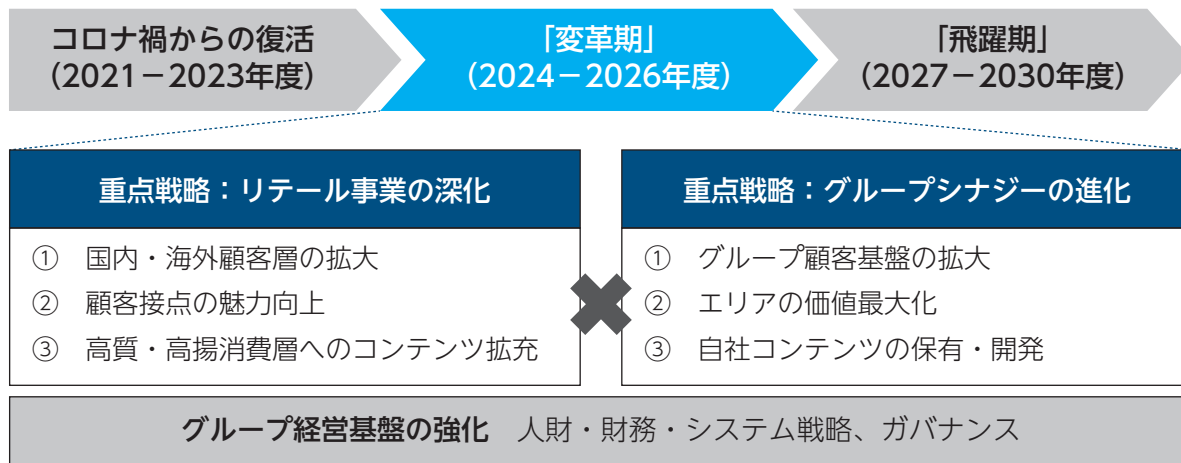 コロナ禍からの復活
（2021－2023年度）
「変革期」
（2024－2026年度）
「飛躍期」
（2027－2030年度）
重点戦略：リテール事業の深化
① 国内・海外顧客層の拡大
② 顧客接点の魅力向上
③ 高質・高揚消費層へのコンテンツ拡充
重点戦略：グループシナジーの進化
① グループ顧客基盤の拡大
② エリアの価値最大化
③ 自社コンテンツの保有・開発
グループ経営基盤の強化 人財・財務・システム戦略、ガバナンス